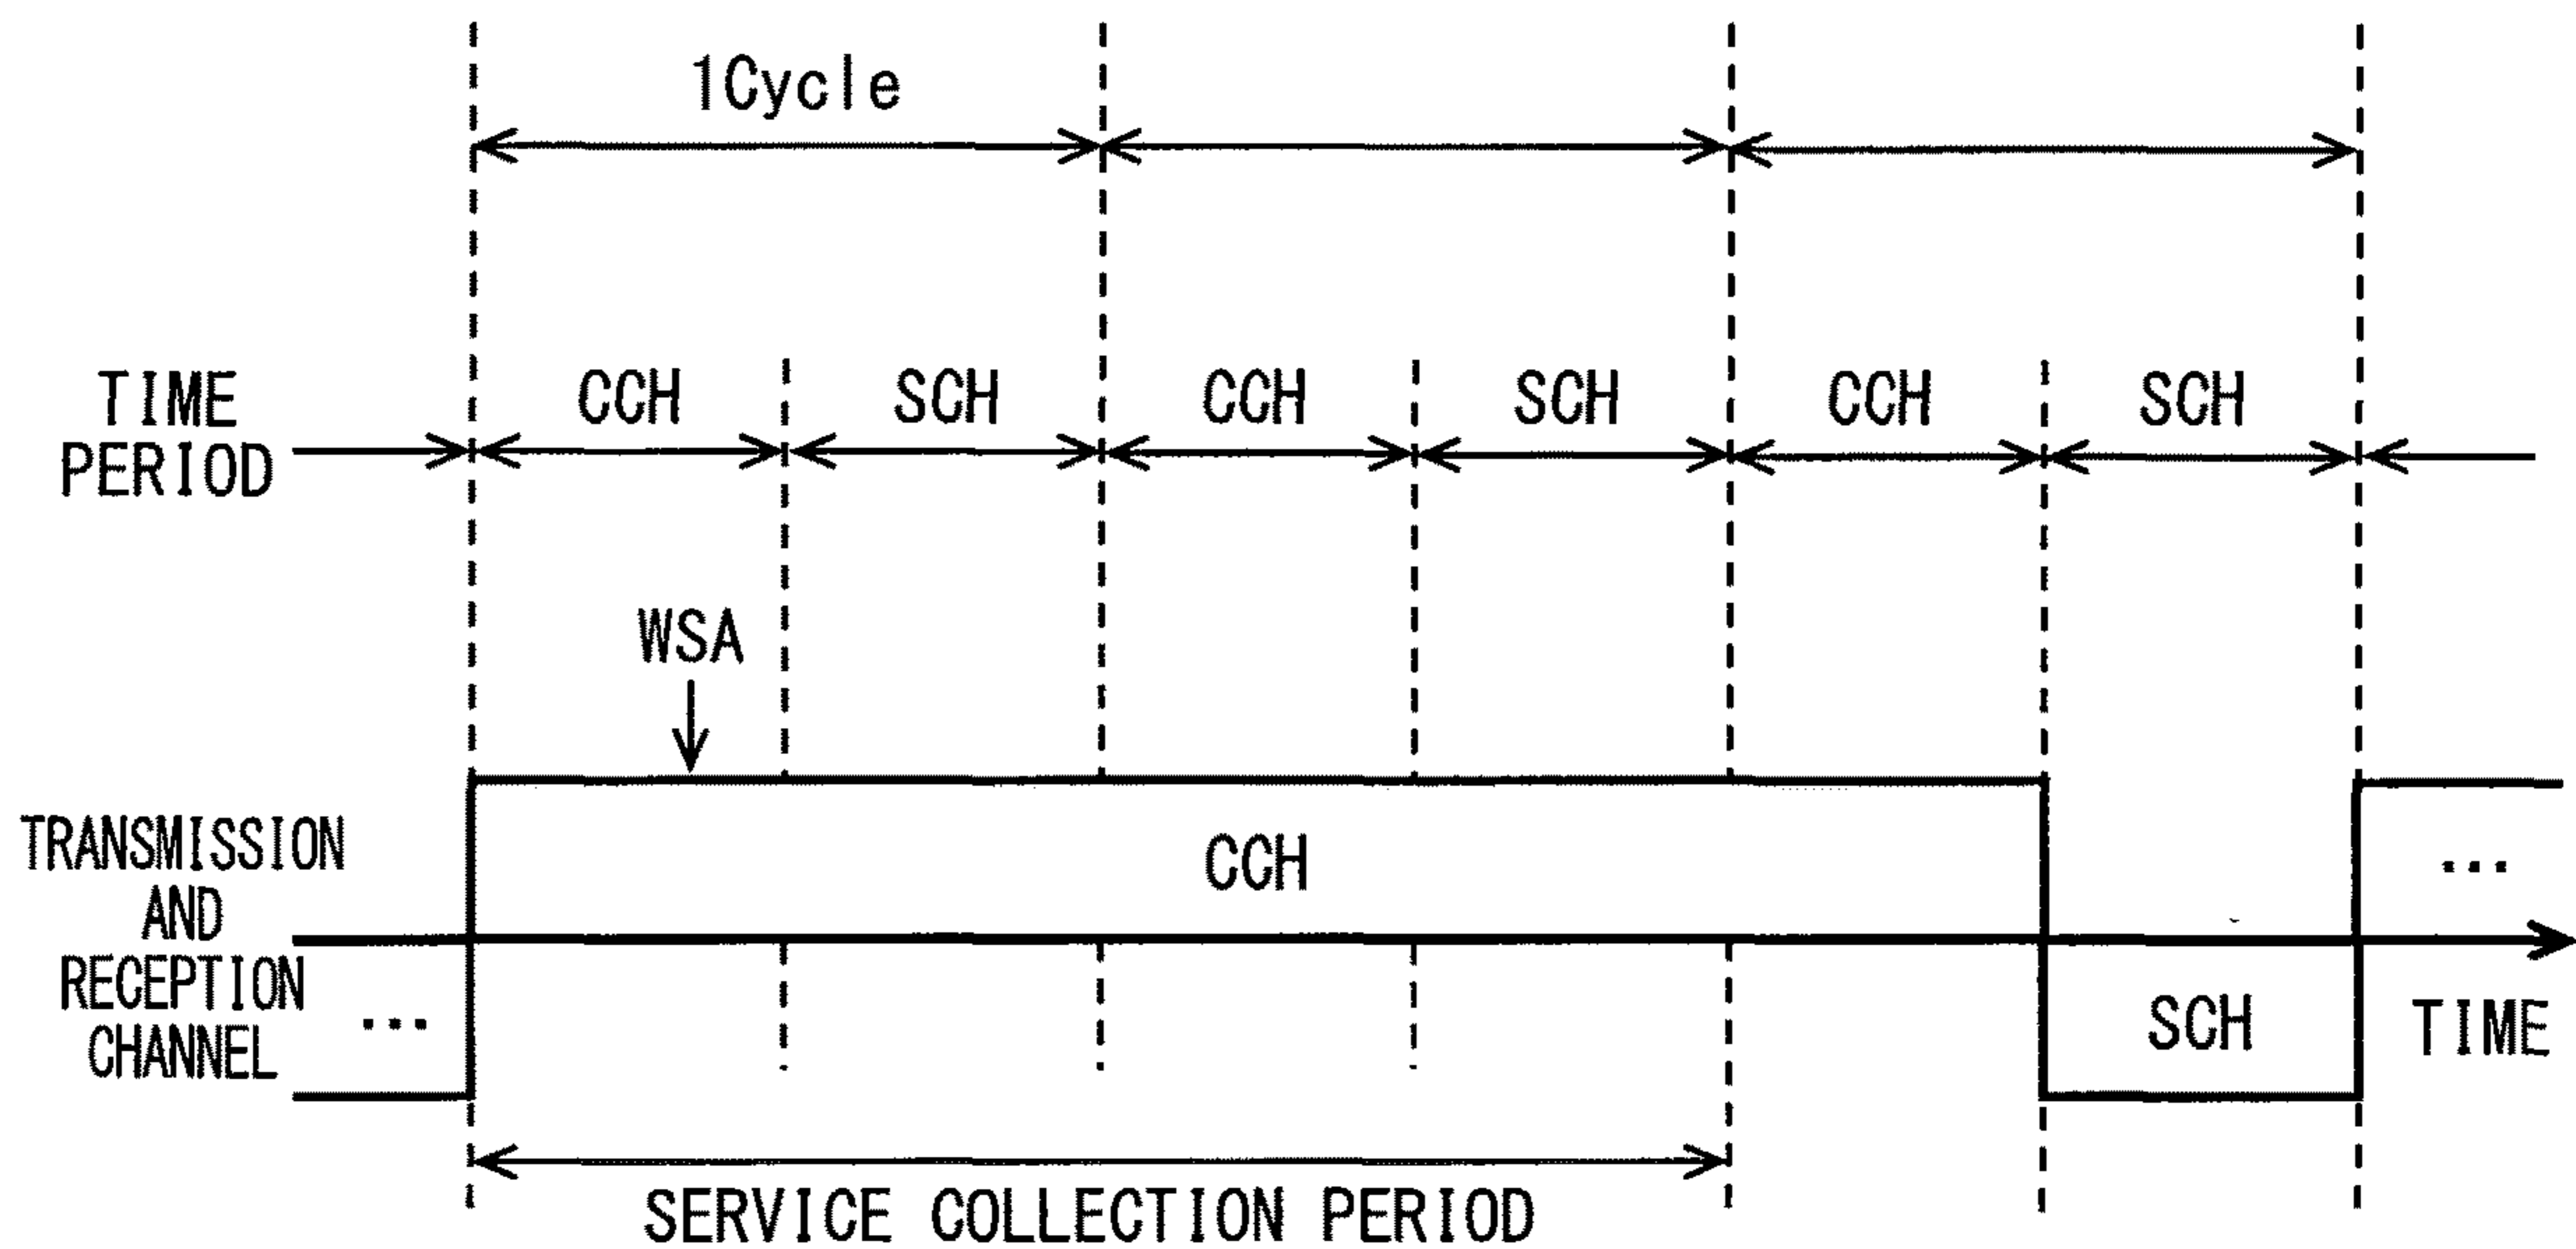 1Cycle
TIME
PERIOD
CCH
SCH
CCH
SCH
CCH
SCH
WSA
TRANSMISSION
AND
RECEPTION
CHANNEL
...
CCH
SCH
...
TIME
SERVICE COLLECTION PERIOD